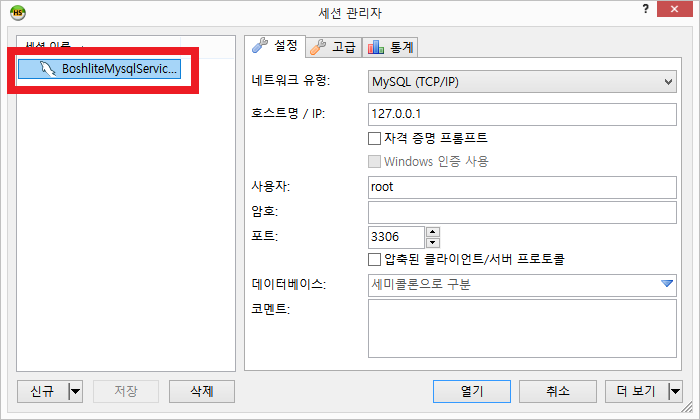 HS
세션 관리자
?
세션 이름
BoshliteMysqlServic...
설정
고급
통계
네트워크 유형:
MySQL (TCP/IP)
호스트명 / IP:
127.0.0.1
자격 증명 프롬프트
Windows 인증 사용
사용자:
root
암호:
포트:
3306
압축된 클라이언트/서버 프로토콜
데이터베이스:
세미콜론으로 구분
코멘트:
신규
저장
삭제
열기
취소
더 보기